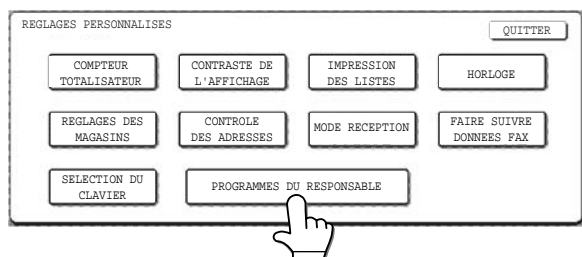 REGLAGES PERSONNALISES
QUITTER
COMPTEUR
TOTALISATEUR
CONTRASTE DE
L'AFFICHAGE
IMPRESSION
DES LISTES
HORLOGE
REGLAGES DES
MAGASINS
CONTROLE
DES ADRESSES
MODE RECEPTION
FAIRE SUIVRE
DONNEES FAX
SELECTION DU
CLAVIER
PROGRAMMES DU RESPONSABLE